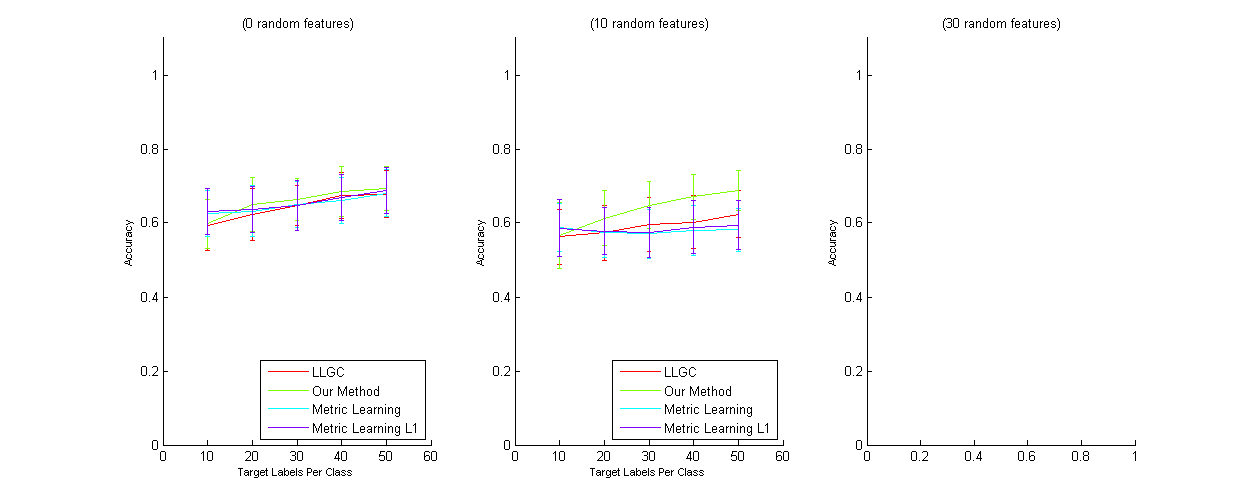 (0 random features)
1
0.8
0.6
0.4
0.2
0
Accuracy
0 10 20 30 40 50 60
Target Labels Per Class
LLGC
Our Method
Metric Learning
Metric Learning L1
(10 random features)
1
0.8
0.6
0.4
0.2
0
Accuracy
0 10 20 30 40 50 60
Target Labels Per Class
LLGC
Our Method
Metric Learning
Metric Learning L1
(30 random features)
1
0.8
0.6
0.4
0.2
0
Accuracy
0 0.2 0.4 0.6 0.8 1